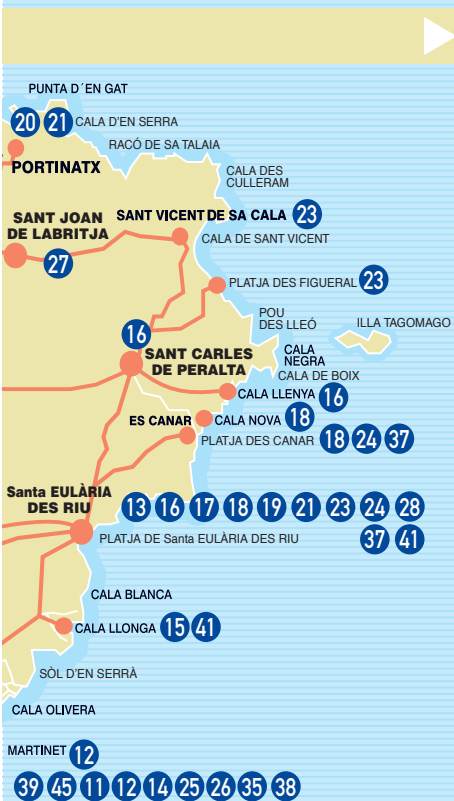 PUNTA D´EN GAT
20 21 CALA D'EN SERRA
RACÓ DE SA TALAIA
PORTINATX
CALA DES
CULLERAM
SANT JOAN
DE LABRITJA
27
SANT VICENT DE SA CALA 23
CALA DE SANT VICENT
PLATJA DES FIGUERAL 23
POU
DES LLEÓ
ILLA TAGOMAGO
16
SANT CARLES
DE PERALTA
CALA
NEGRA
CALA DE BOIX
CALA LLENYA 16
ES CANAR
CALA NOVA 18
PLATJA DES CANAR 18 24 37
Santa EULÀRIA
DES RIU
13 16 17 18 19 21 23 24 28
PLATJA DE Santa EULÀRIA DES RIU
37 41
CALA BLANCA
CALA LLONGA 15 41
SÒL D'EN SERRÀ
CALA OLIVERA
MARTINET 12
39 45 11 12 14 25 26 35 38